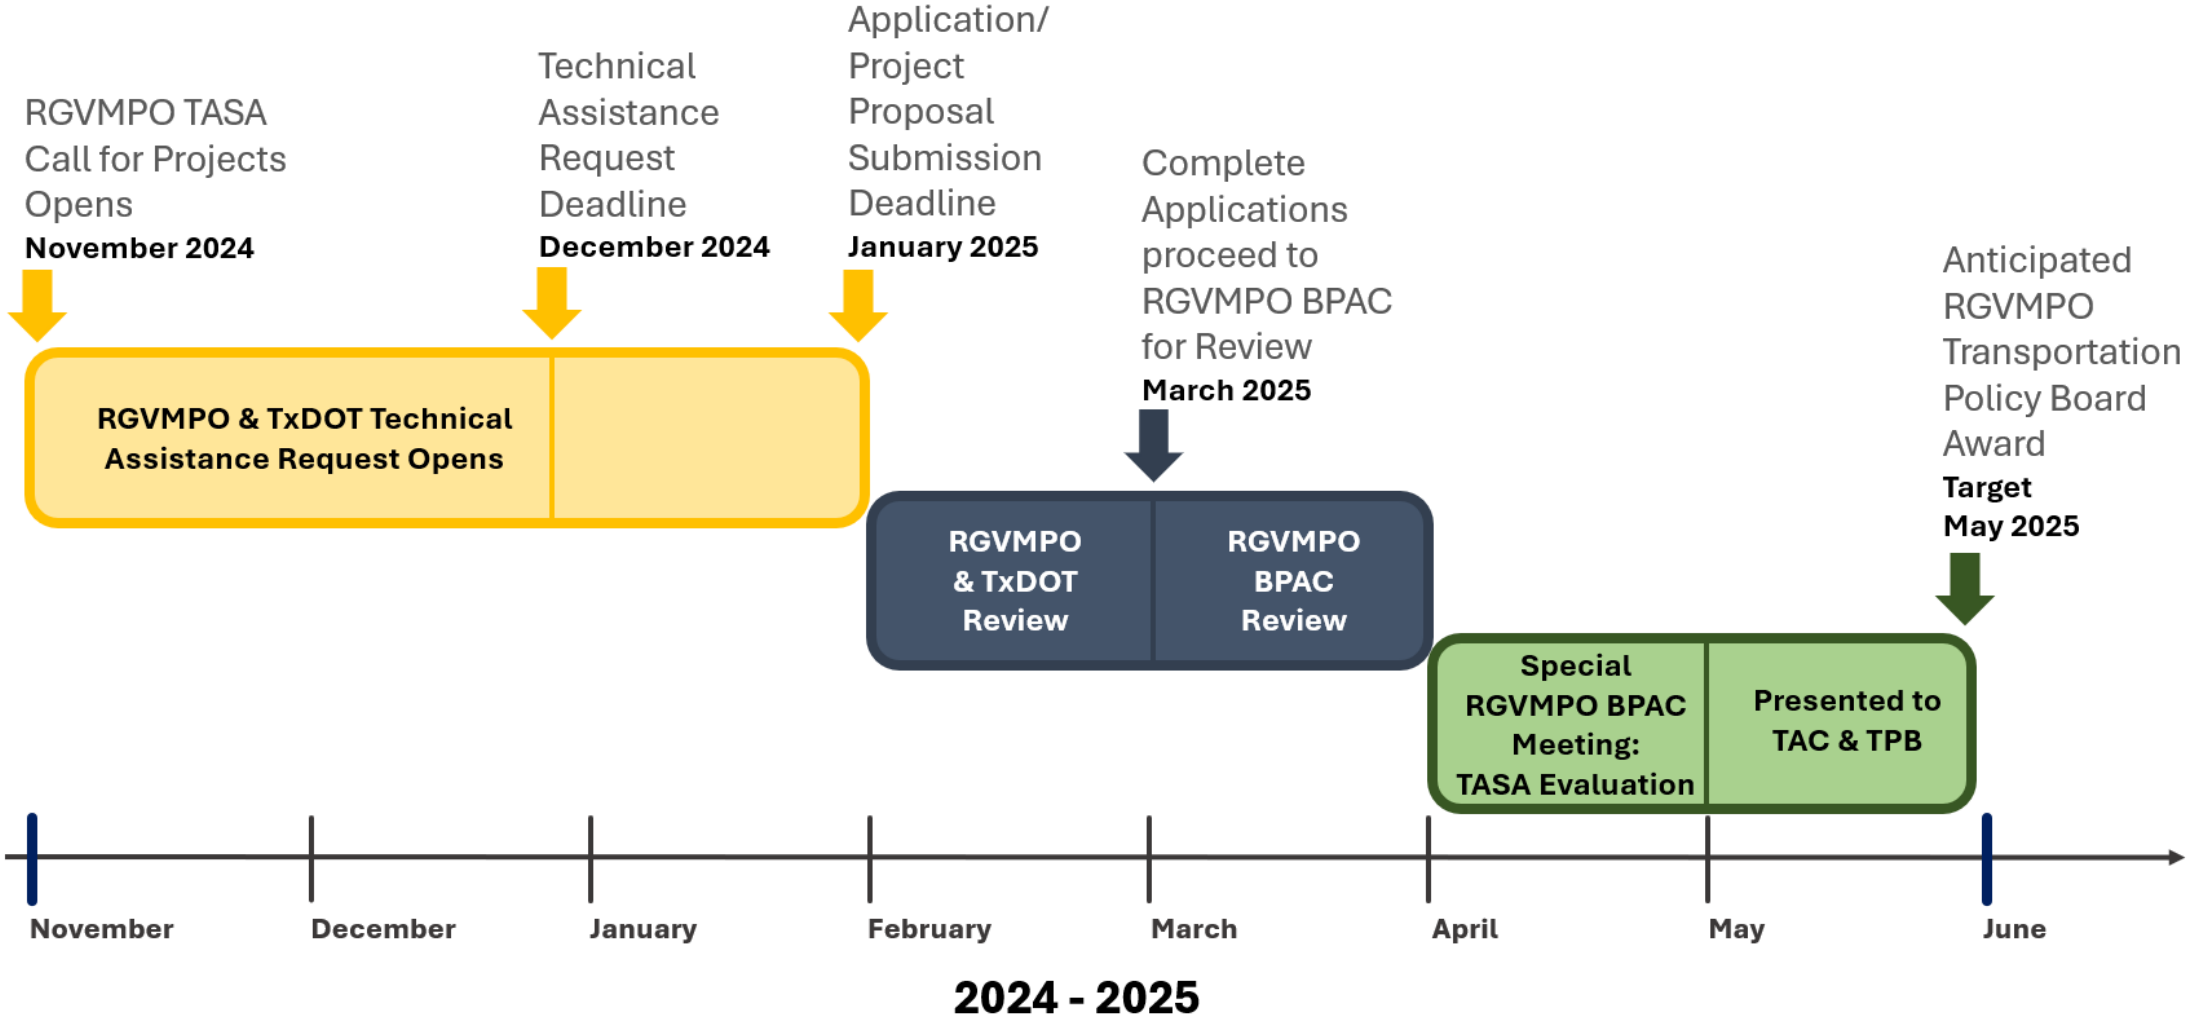 RGVMPO TASA
Call for Projects
Opens
November 2024
Technical
Assistance
Request
Deadline
December 2024
Application/
Project
Proposal
Submission
Deadline
January 2025
Complete
Applications
proceed to
RGVMPO BPAC
for Review
March 2025
Anticipated
RGVMPO
Transportation
Policy Board
Award
Target
May 2025
RGVMPO & TxDOT Technical
Assistance Request Opens
RGVMPO
& TxDOT
Review
RGVMPO
BPAC
Review
Special
RGVMPO BPAC
Meeting:
TASA Evaluation
Presented to
TAC & TPB
November
December
January
February
March
April
May
June
2024 - 2025